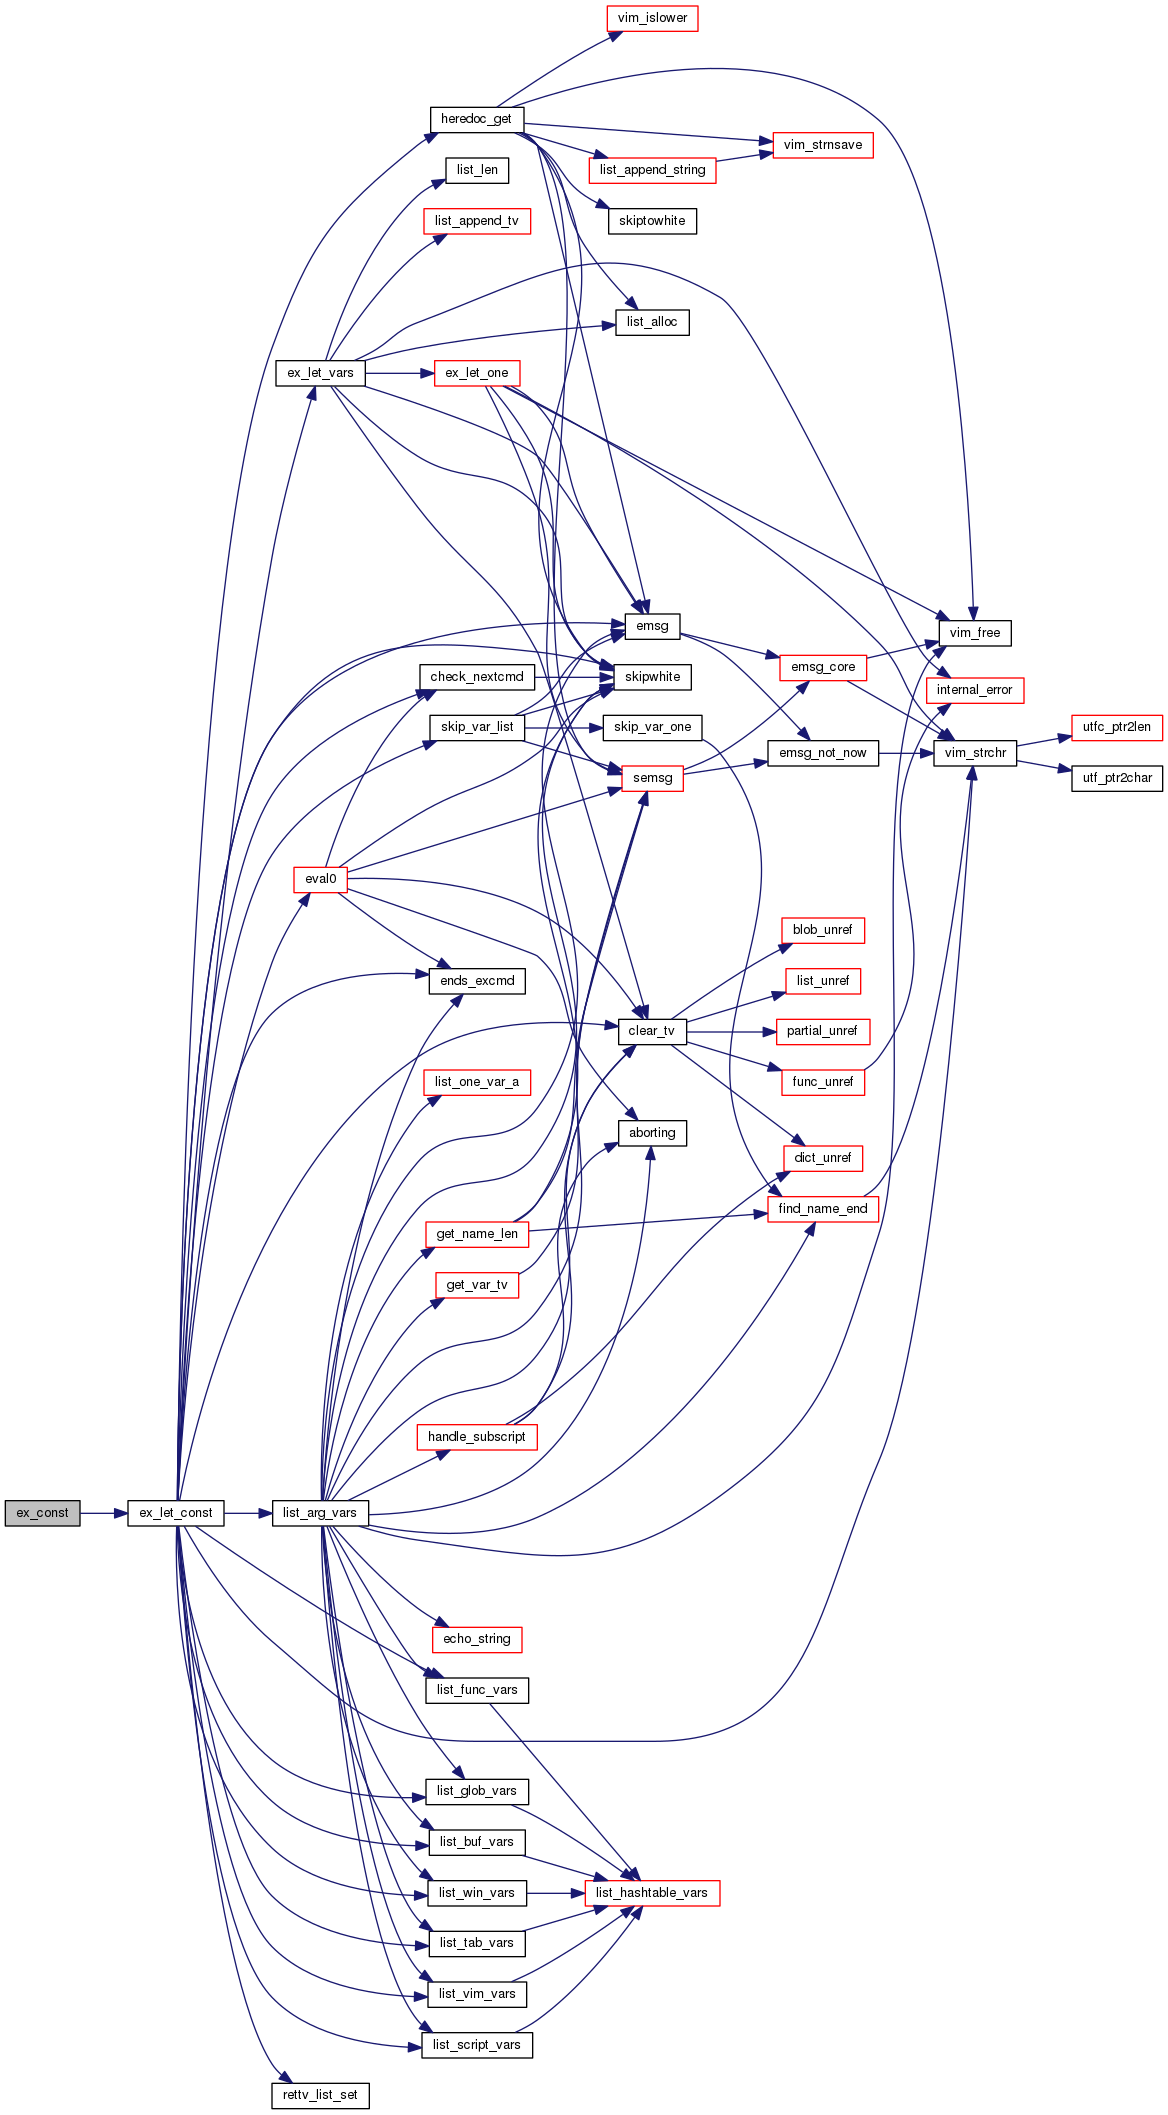 vim_islower
heredoc_get
vim_strnsave
list_len
list_append_string
list_append_tv
skiptowhite
list_alloc
ex_let_vars
ex_let_one
emsg
vim_free
emsg_core
check_nextcmd
skipwhite
internal_error
skip_var_list
skip_var_one
utfc_ptr2len
emsg_not_now
vim_strchr
semsg
utf_ptr2char
eval0
blob_unref
ends_excmd
list_unref
clear_tv
partial_unref
list_one_var_a
func_unref
aborting
dict_unref
find_name_end
get_name_len
get_var_tv
handle_subscript
ex_const
ex_let_const
list_arg_vars
echo_string
list_func_vars
list_glob_vars
list_buf_vars
list_win_vars
list_hashtable_vars
list_tab_vars
list_vim_vars
list_script_vars
rettv_list_set